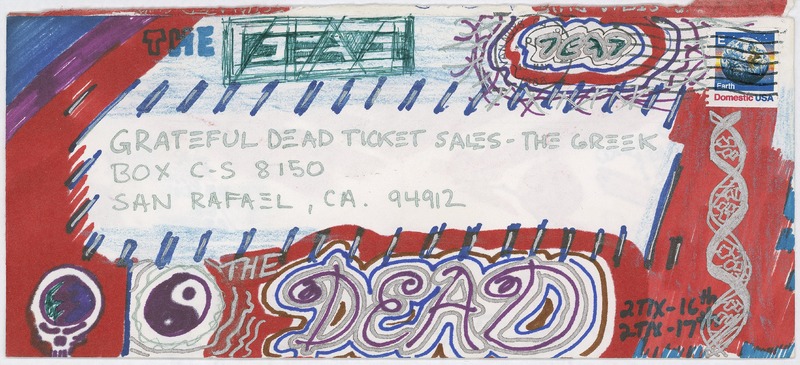 THE
E
Earth
Domestic USA
GRATEFUL DEAD TICKET SALES - THE GREEK
BOX C-S 8150
SAN RAFAEL, CA. 94912
THE
DEAD
2TIX-16th
2TIX-17th